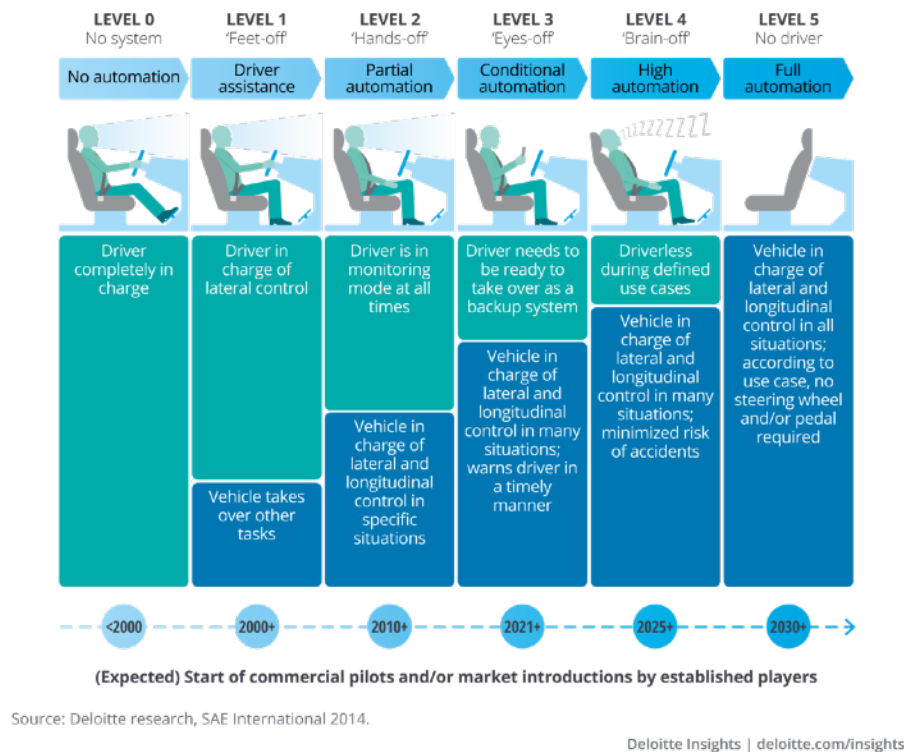 LEVEL 0
No system
LEVEL 1
‘Feet-off’
LEVEL 2
‘Hands-off’
LEVEL 3
‘Eyes-off’
LEVEL 4
‘Brain-off’
LEVEL 5
No driver
No automation
Driver
assistance
Partial
automation
Conditional
automation
High
automation
Full
automation
zzzzzzzzzz
Driver
completely in
charge
Driver in
charge of
lateral control
Vehicle takes
over other
tasks
Driver is in
monitoring
mode at all
times
Vehicle in
charge of
lateral and
longitudinal
control in
specific
situations
Driver needs to
be ready to
take over as a
backup system
Vehicle in
charge of
lateral and
longitudinal
control in many
situations;
warns driver in
a timely
manner
Driverless
during defined
use cases
Vehicle in
charge of
lateral and
longitudinal
control in many
situations;
minimized risk
of accidents
Vehicle in
charge of
lateral and
longitudinal
control in all
situations;
according to
use case, no
steering wheel
and/or pedal
required
<2000
2000+
2010+
2021+
2025+
2030+
(Expected) Start of commercial pilots and/or market introductions by established players
Source: Deloitte research, SAE International 2014.
Deloitte Insights | deloitte.com/insights